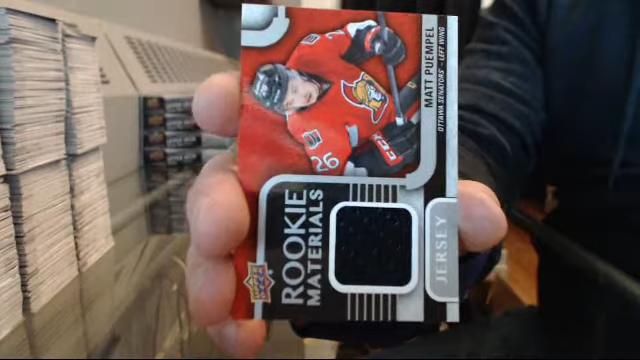 MATT PUEMPEL
OTTAWA SENATORS - LEFT WING
26
ROOKIE
MATERIALS
JERSEY